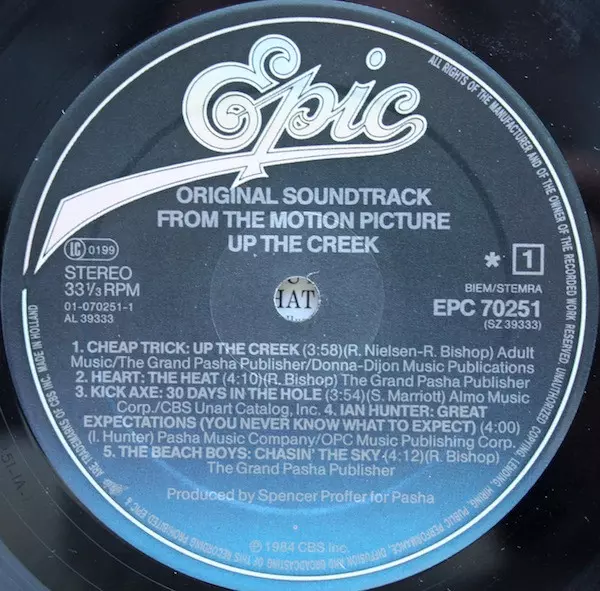 Epic
ORIGINAL SOUNDTRACK
FROM THE MOTION PICTURE
UP THE CREEK
LC 0199
STEREO
33⅓ RPM
01-070251-1
AL 39333
* 1
BIEM/STEMRA
EPC 70251
(SZ 39333)
HAT
1. CHEAP TRICK: UP THE CREEK (3:58)(R. Nielsen-R. Bishop) Adult
Music/The Grand Pasha Publisher/Donna-Dijon Music Publications
2. HEART: THE HEAT (4:10)(R. Bishop) The Grand Pasha Publisher
3. KICK AXE: 30 DAYS IN THE HOLE (3:54)(S. Marriott) Almo Music
Corp./CBS Unart Catalog, Inc. 4. IAN HUNTER: GREAT
EXPECTATIONS (YOU NEVER KNOW WHAT TO EXPECT) (4:00)
(I. Hunter) Pasha Music Company/OPC Music Publishing Corp.
5. THE BEACH BOYS: CHASIN' THE SKY (4:12)(R. Bishop)
The Grand Pasha Publisher
Produced by Spencer Proffer for Pasha
℗ 1984 CBS Inc.
ALL RIGHTS OF THE MANUFACTURER AND OF THE OWNER OF THE RECORDED WORK RESERVED. UNAUTHORIZED COPYING, LENDING, HIRING, PUBLIC PERFORMANCE, DIFFUSION AND BROADCASTING OF THIS RECORDING PROHIBITED EPIC & ARE TRADEMARKS OF CBS INC. MADE IN HOLLAND